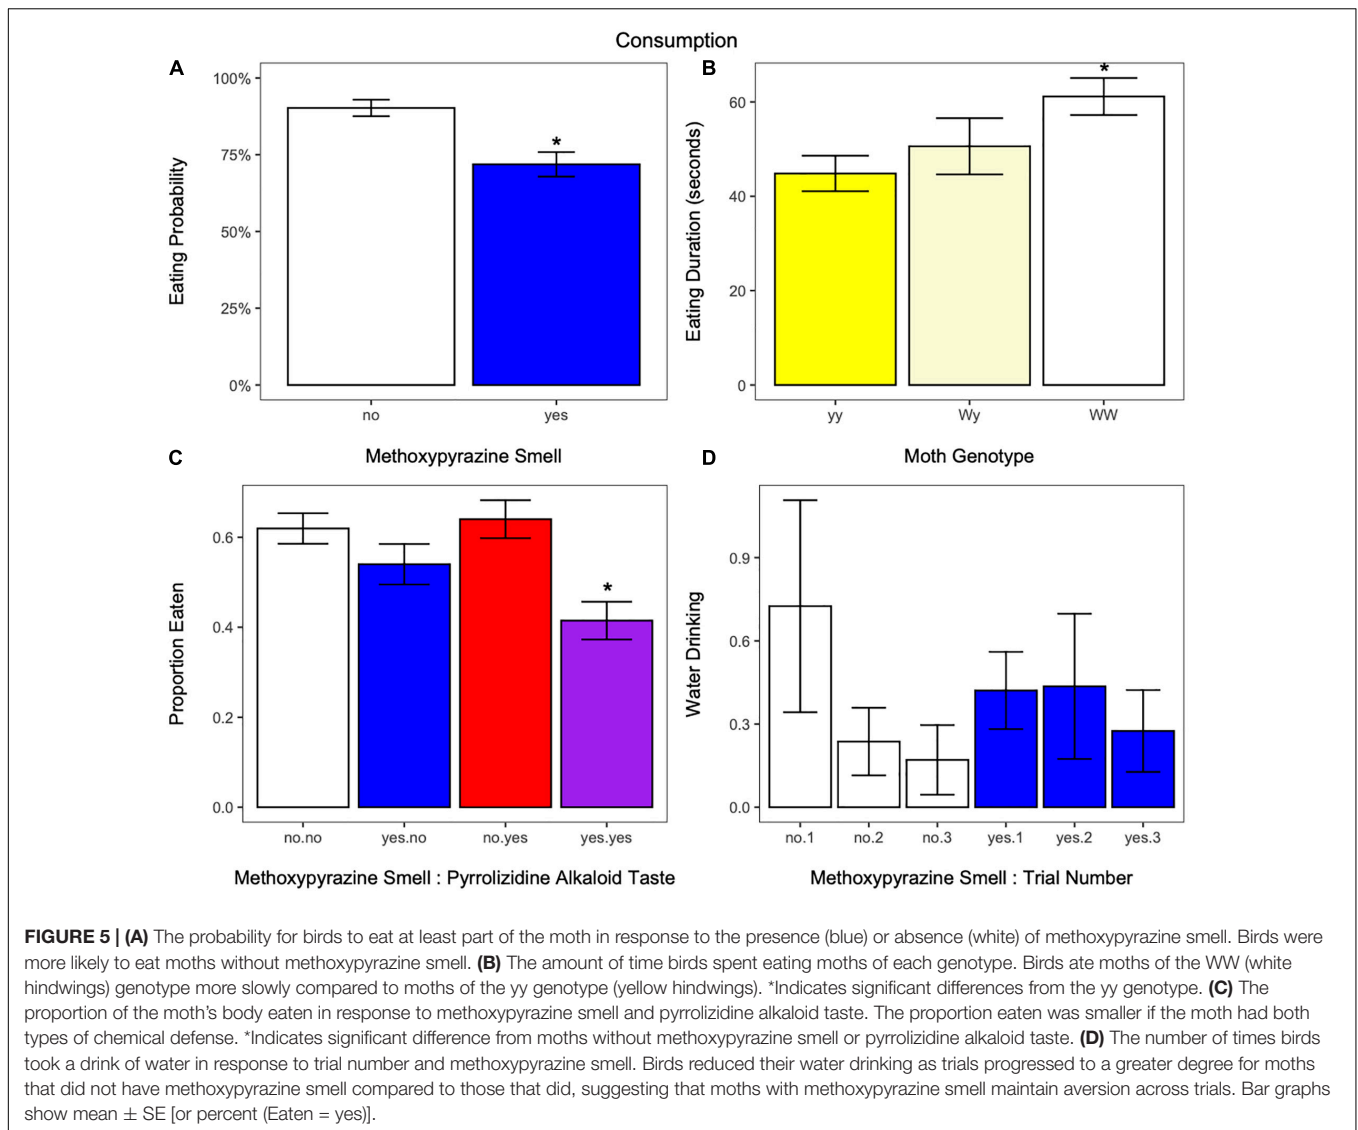 Consumption
A
100%
75%
50%
25%
0%
Eating Probability
*
no
yes
Methoxypyrazine Smell
B
60
40
20
0
Eating Duration (seconds)
*
yy
Wy
WW
Moth Genotype
C
0.6
0.4
0.2
0.0
Proportion Eaten
*
no.no
yes.no
no.yes
yes.yes
Methoxypyrazine Smell : Pyrrolizidine Alkaloid Taste
D
0.9
0.6
0.3
0.0
Water Drinking
no.1
no.2
no.3
yes.1
yes.2
yes.3
Methoxypyrazine Smell : Trial Number
FIGURE 5 | (A) The probability for birds to eat at least part of the moth in response to the presence (blue) or absence (white) of methoxypyrazine smell. Birds were
more likely to eat moths without methoxypyrazine smell. (B) The amount of time birds spent eating moths of each genotype. Birds ate moths of the WW (white
hindwings) genotype more slowly compared to moths of the yy genotype (yellow hindwings). *Indicates significant differences from the yy genotype. (C) The
proportion of the moth's body eaten in response to methoxypyrazine smell and pyrrolizidine alkaloid taste. The proportion eaten was smaller if the moth had both
types of chemical defense. *Indicates significant difference from moths without methoxypyrazine smell or pyrrolizidine alkaloid taste. (D) The number of times birds
took a drink of water in response to trial number and methoxypyrazine smell. Birds reduced their water drinking as trials progressed to a greater degree for moths
that did not have methoxypyrazine smell compared to those that did, suggesting that moths with methoxypyrazine smell maintain aversion across trials. Bar graphs
show mean ± SE [or percent (Eaten = yes)].